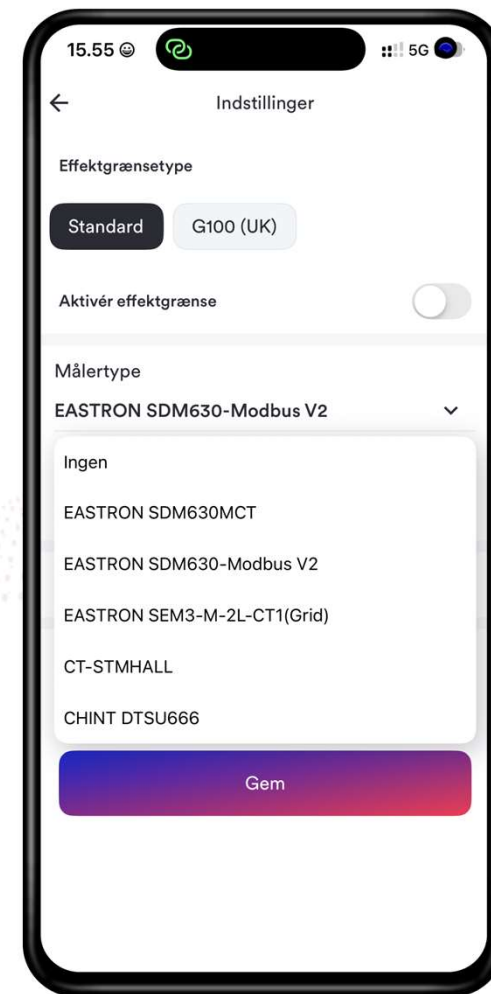 15.55
5G
Indstillinger
Effektgrænsetype
Standard
G100 (UK)
Aktivér effektgrænse
Målertype
EASTRON SDM630-Modbus V2
Ingen
EASTRON SDM630MCT
EASTRON SDM630-Modbus V2
EASTRON SEM3-M-2L-CT1(Grid)
CT-STMHALL
CHINT DTSU666
Gem